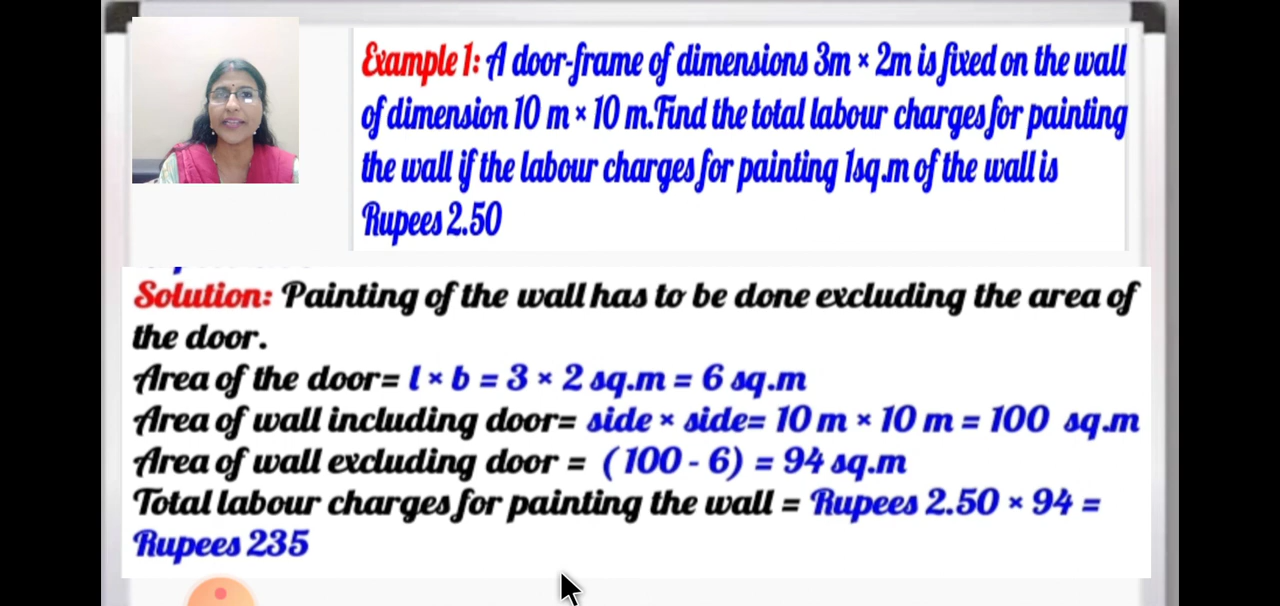 Example 1: A door-frame of dimensions 3m × 2m is fixed on the wall
of dimension 10 m × 10 m.Find the total labour charges for painting
the wall if the labour charges for painting 1sq.m of the wall is
Rupees 2.50
Solution: Painting of the wall has to be done excluding the area of
the door.
Area of the door= l × b = 3 × 2 sq.m = 6 sq.m
Area of wall including door= side × side= 10 m × 10 m = 100 sq.m
Area of wall excluding door = ( 100 - 6) = 94 sq.m
Total labour charges for painting the wall = Rupees 2.50 × 94 =
Rupees 235